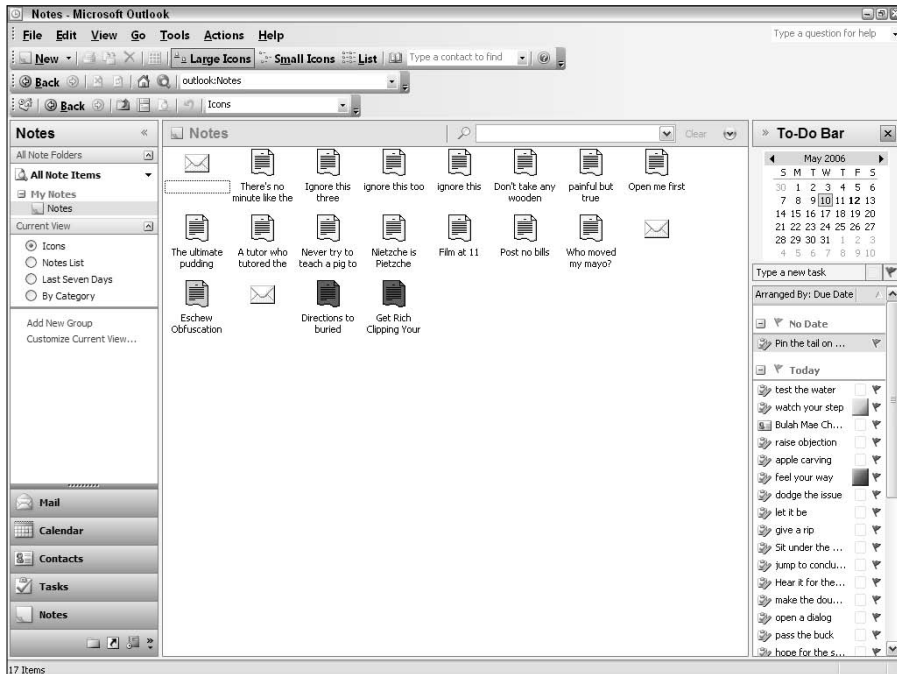 Notes - Microsoft Outlook
File Edit View Go Tools Actions Help Type a question for help
New Large Icons Small Icons List Type a contact to find
Back outlook:Notes
Back Icons
Notes «
All Note Folders
All Note Items
My Notes
Notes
Current View
Icons
Notes List
Last Seven Days
By Category
Add New Group
Customize Current View...
Mail
Calendar
Contacts
Tasks
Notes
17 Items
Notes Clear
There's no Ignore this ignore this too ignore this Don't take any painful but Open me first
minute like the three wooden true
The ultimate A tutor who Never try to Nietzche is Film at 11 Post no bills Who moved
pudding tutored the teach a pig to Pietzche my mayo?
Eschew Directions to Get Rich
Obfuscation buried Clipping Your
» To-Do Bar
May 2006
S M T W T F S
30 1 2 3 4 5 6
7 8 9 10 11 12 13
14 15 16 17 18 19 20
21 22 23 24 25 26 27
28 29 30 31 1 2 3
4 5 6 7 8 9 10
Type a new task
Arranged By: Due Date
No Date
Pin the tail on ...
Today
test the water
watch your step
Bulah Mae Ch...
raise objection
apple carving
feel your way
dodge the issue
let it be
give a rip
Sit under the ...
jump to conclu...
Hear it for the...
make the dou...
open a dialog
pass the buck
hope for the s...